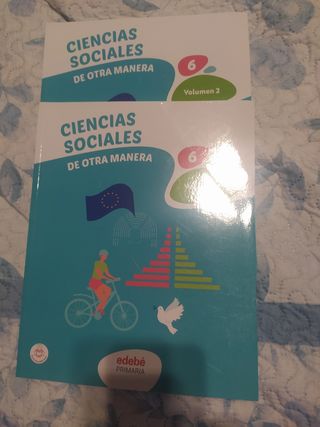 CIENCIAS
SOCIALES
DE OTRA MANERA
6
Volumen 2
CIENCIAS
SOCIALES
DE OTRA MANERA
6
edebé
PRIMARIA